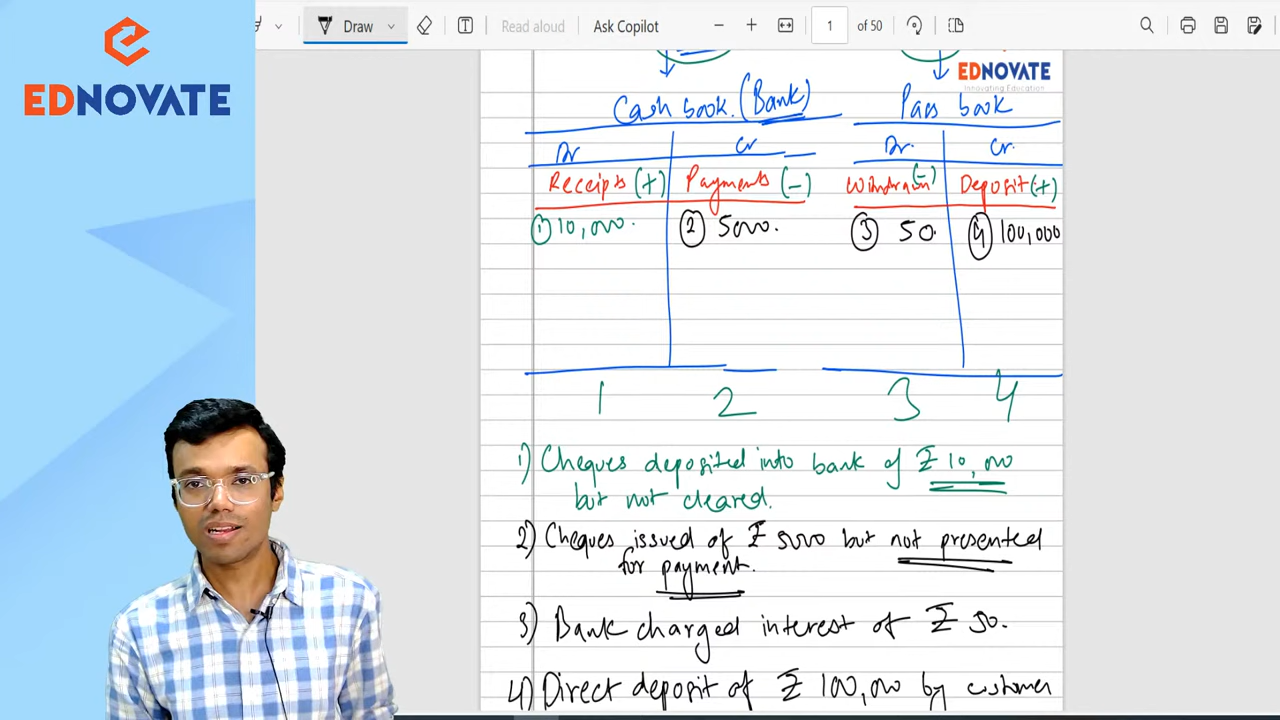 Draw
Read aloud
Ask Copilot
1
of 50
EDNOVATE
EDNOVATE
Innovating Education
Cash book (Bank)
Pass book
Dr
Cr
Dr.
Cr.
Receipts (+)
Payments (-)
Withdrawn (-)
Deposit (+)
① 10,000.
② 5000.
③ 50.
④ 100,000
1
2
3
4
1) Cheques deposited into bank of ₹ 10,000
but not cleared.
2) Cheques issued of ₹ 5000 but not presented
for payment.
3) Bank charged interest of ₹ 50.
4) Direct deposit of ₹ 100,000 by customer